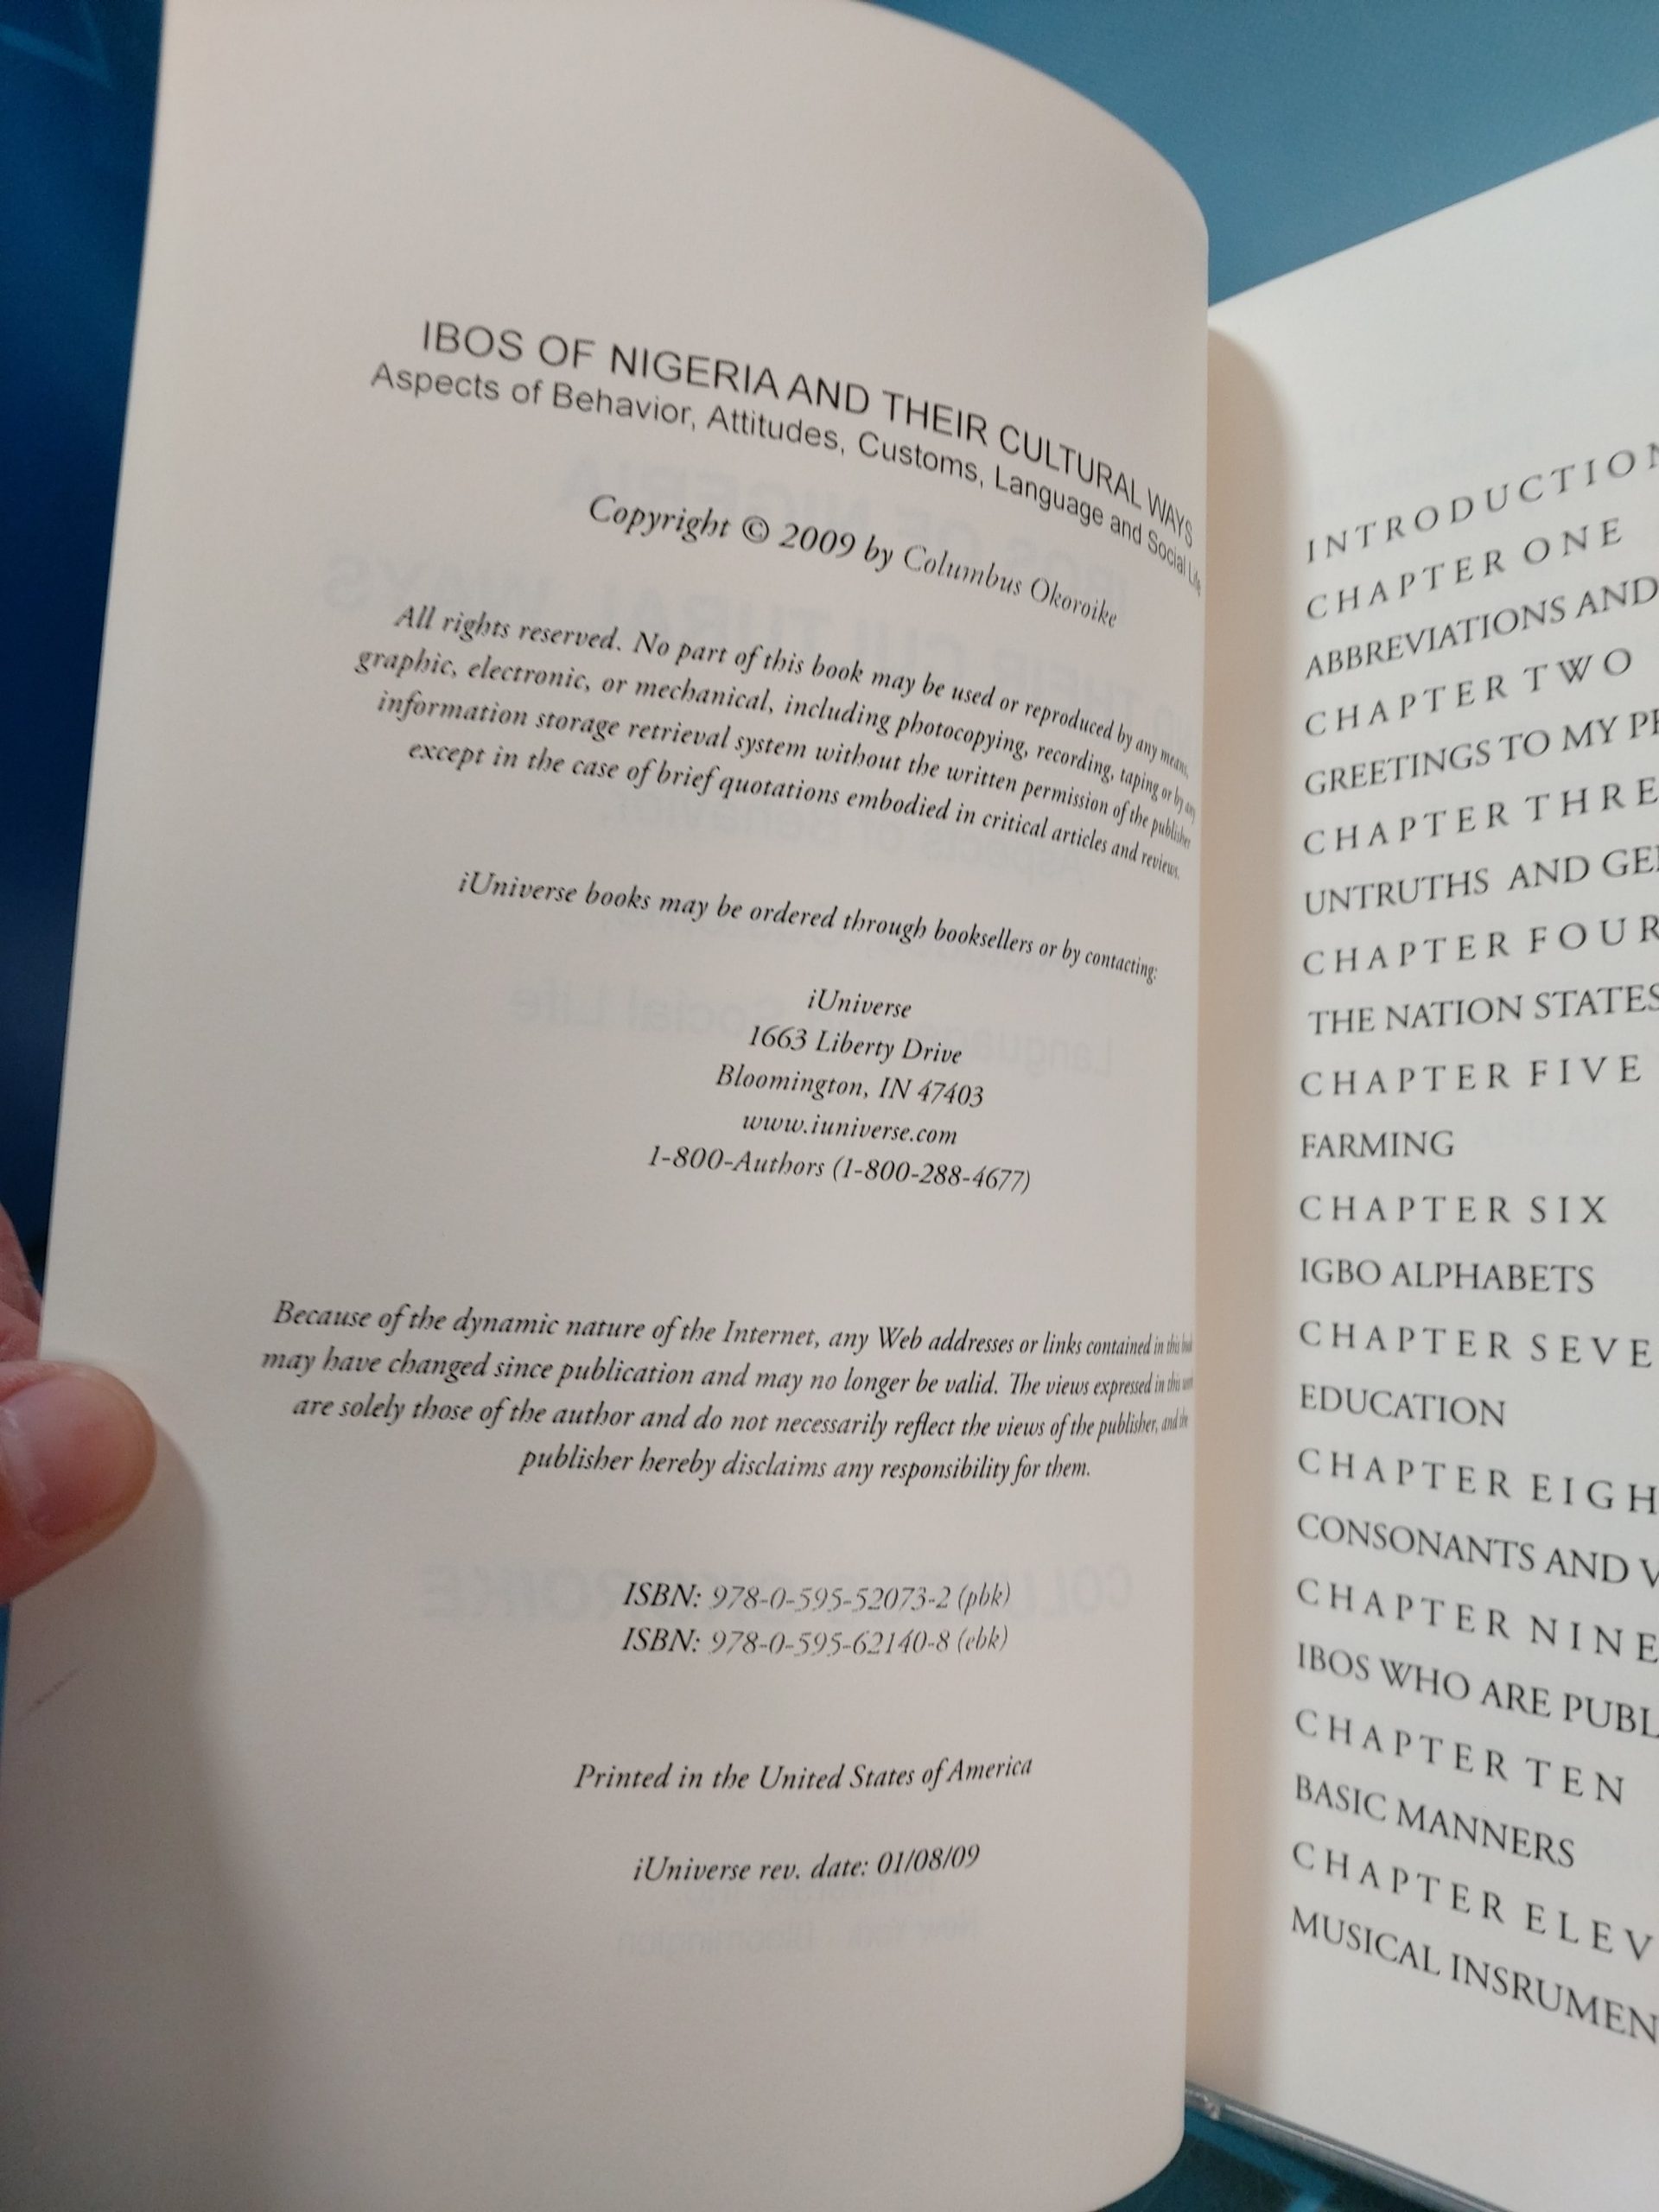 IBOS OF NIGERIA AND THEIR CULTURAL WAYS
Aspects of Behavior, Attitudes, Customs, Language and Social Life
Copyright © 2009 by Columbus Okoroike
All rights reserved. No part of this book may be used or reproduced by any means,
graphic, electronic, or mechanical, including photocopying, recording, taping or by any
information storage retrieval system without the written permission of the publisher
except in the case of brief quotations embodied in critical articles and reviews.
iUniverse books may be ordered through booksellers or by contacting:
iUniverse
1663 Liberty Drive
Bloomington, IN 47403
www.iuniverse.com
1-800-Authors (1-800-288-4677)
Because of the dynamic nature of the Internet, any Web addresses or links contained in this book
may have changed since publication and may no longer be valid. The views expressed in this work
are solely those of the author and do not necessarily reflect the views of the publisher, and the
publisher hereby disclaims any responsibility for them.
ISBN: 978-0-595-52073-2 (pbk)
ISBN: 978-0-595-62140-8 (ebk)
Printed in the United States of America
iUniverse rev. date: 01/08/09
INTRODUCTION
CHAPTER ONE
ABBREVIATIONS AND
CHAPTER TWO
GREETINGS TO MY
CHAPTER THRE
UNTRUTHS AND
CHAPTER FOUR
THE NATION STATES
CHAPTER FIVE
FARMING
CHAPTER SIX
IGBO ALPHABETS
CHAPTER SEVE
EDUCATION
CHAPTER EIGH
CONSONANTS AND
CHAPTER NINE
IBOS WHO ARE PUBL
CHAPTER TEN
BASIC MANNERS
CHAPTER ELEV
MUSICAL INSRUMEN